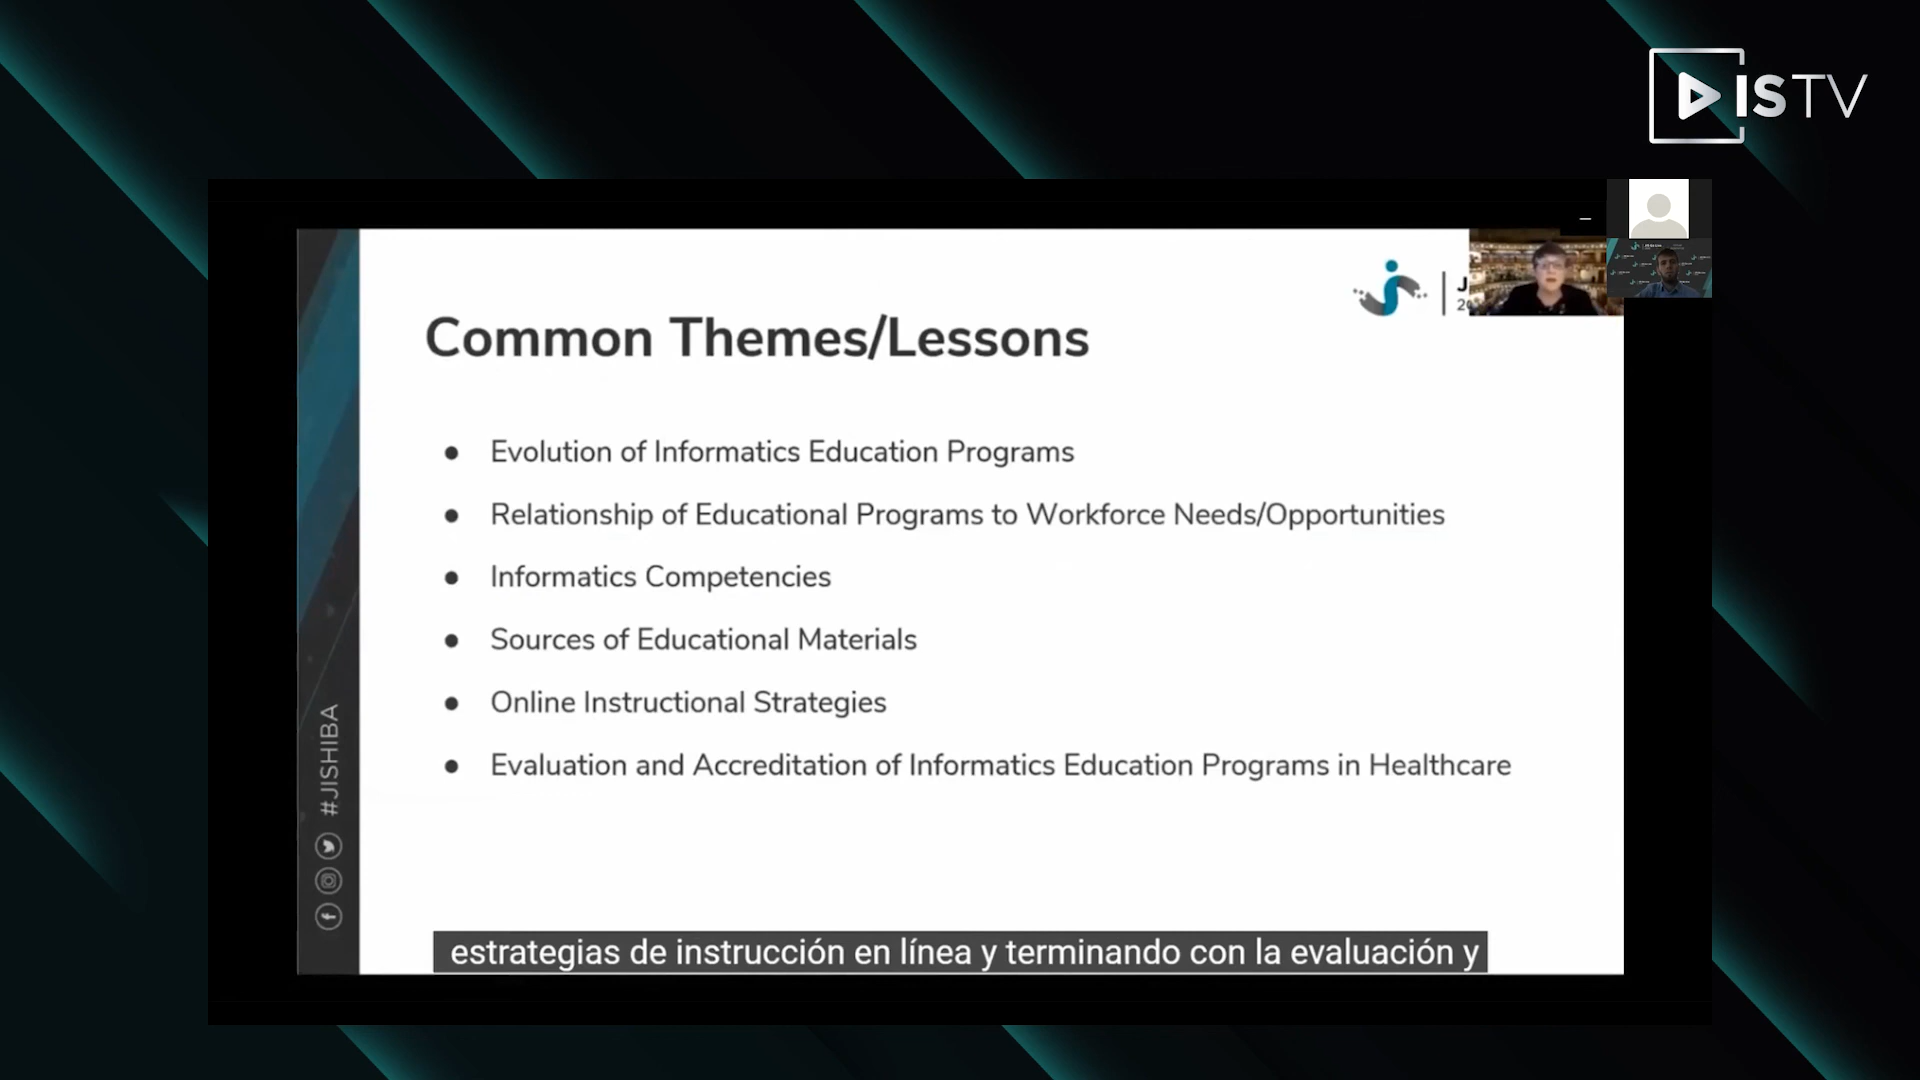 ISTV
J
2
Common Themes/Lessons
● Evolution of Informatics Education Programs
● Relationship of Educational Programs to Workforce Needs/Opportunities
● Informatics Competencies
● Sources of Educational Materials
● Online Instructional Strategies
● Evaluation and Accreditation of Informatics Education Programs in Healthcare
#JISHIBA
estrategias de instrucción en línea y terminando con la evaluación y